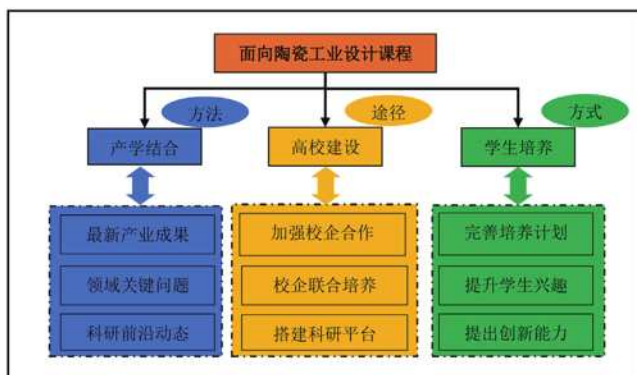 面向陶瓷工业设计课程
方法
途径
方式
产学结合
高校建设
学生培养
最新产业成果
加强校企合作
完善培养计划
领域关键问题
校企联合培养
提升学生兴趣
科研前沿动态
搭建科研平台
提出创新能力